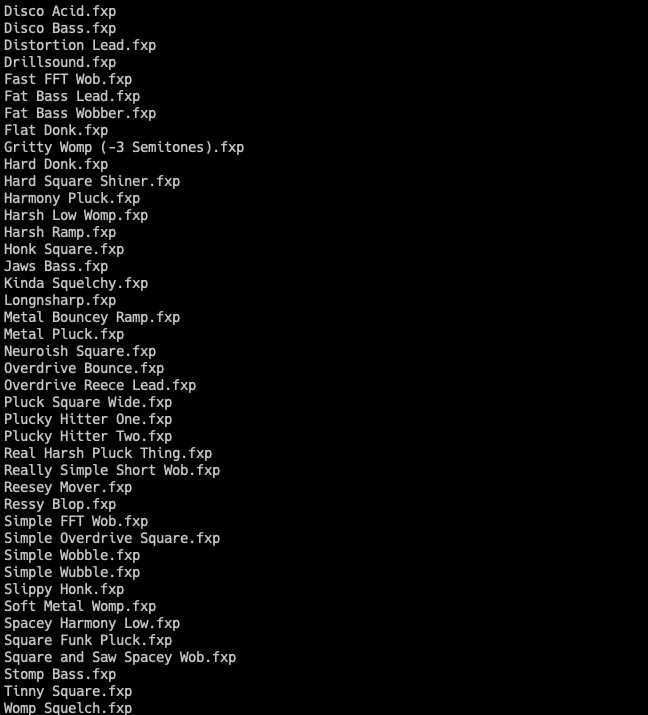 Disco Acid.fxp
Disco Bass.fxp
Distortion Lead.fxp
Drillsound.fxp
Fast FFT Wob.fxp
Fat Bass Lead.fxp
Fat Bass Wobber.fxp
Flat Donk.fxp
Gritty Womp (-3 Semitones).fxp
Hard Donk.fxp
Hard Square Shiner.fxp
Harmony Pluck.fxp
Harsh Low Womp.fxp
Harsh Ramp.fxp
Honk Square.fxp
Jaws Bass.fxp
Kinda Squelchy.fxp
Longnsharp.fxp
Metal Bouncey Ramp.fxp
Metal Pluck.fxp
Neuroish Square.fxp
Overdrive Bounce.fxp
Overdrive Reece Lead.fxp
Pluck Square Wide.fxp
Plucky Hitter One.fxp
Plucky Hitter Two.fxp
Real Harsh Pluck Thing.fxp
Really Simple Short Wob.fxp
Reesey Mover.fxp
Ressy Blop.fxp
Simple FFT Wob.fxp
Simple Overdrive Square.fxp
Simple Wobble.fxp
Simple Wubble.fxp
Slippy Honk.fxp
Soft Metal Womp.fxp
Spacey Harmony Low.fxp
Square Funk Pluck.fxp
Square and Saw Spacey Wob.fxp
Stomp Bass.fxp
Tinny Square.fxp
Womp Squelch.fxp